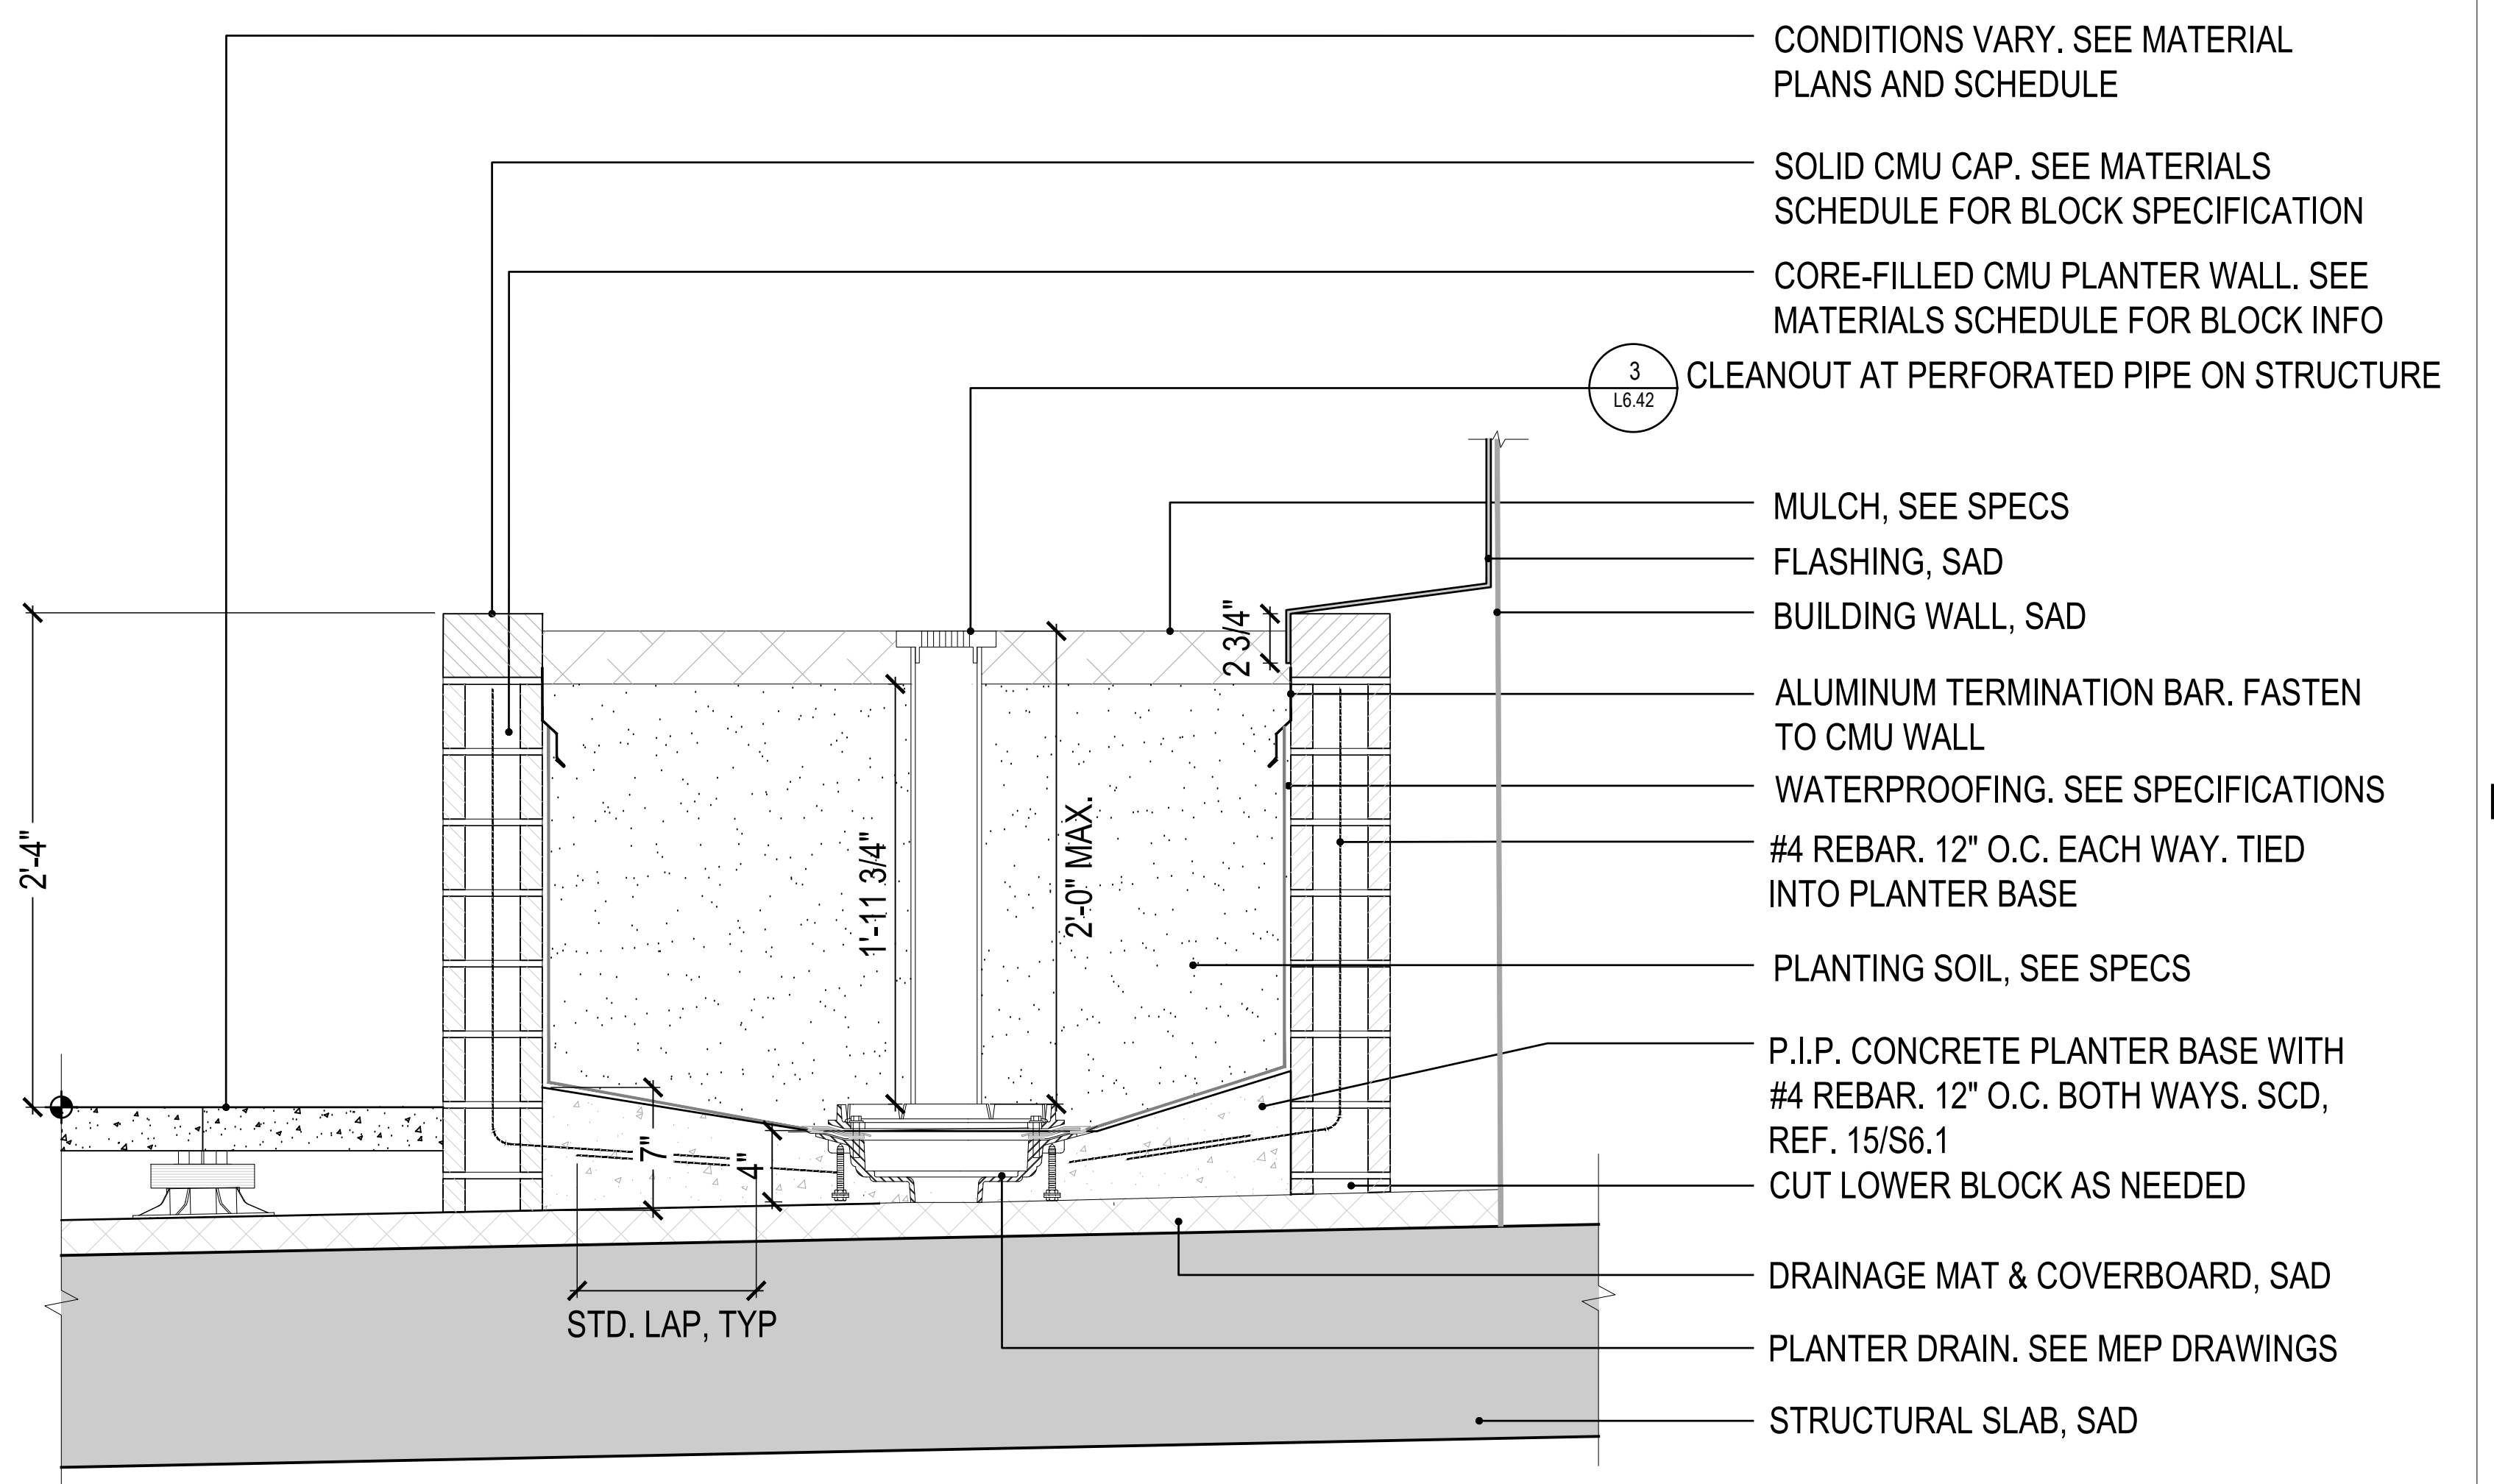 CONDITIONS VARY. SEE MATERIAL
PLANS AND SCHEDULE
SOLID CMU CAP. SEE MATERIALS
SCHEDULE FOR BLOCK SPECIFICATION
CORE-FILLED CMU PLANTER WALL. SEE
MATERIALS SCHEDULE FOR BLOCK INFO
3
L6.42
CLEANOUT AT PERFORATED PIPE ON STRUCTURE
MULCH, SEE SPECS
FLASHING, SAD
BUILDING WALL, SAD
2 3/4"
ALUMINUM TERMINATION BAR. FASTEN
TO CMU WALL
WATERPROOFING. SEE SPECIFICATIONS
2'-4"
1'-11 3/4"
2'-0" MAX.
#4 REBAR. 12" O.C. EACH WAY. TIED
INTO PLANTER BASE
PLANTING SOIL, SEE SPECS
P.I.P. CONCRETE PLANTER BASE WITH
#4 REBAR. 12" O.C. BOTH WAYS. SCD,
REF. 15/S6.1
7"
4"
CUT LOWER BLOCK AS NEEDED
DRAINAGE MAT & COVERBOARD, SAD
STD. LAP, TYP
PLANTER DRAIN. SEE MEP DRAWINGS
STRUCTURAL SLAB, SAD